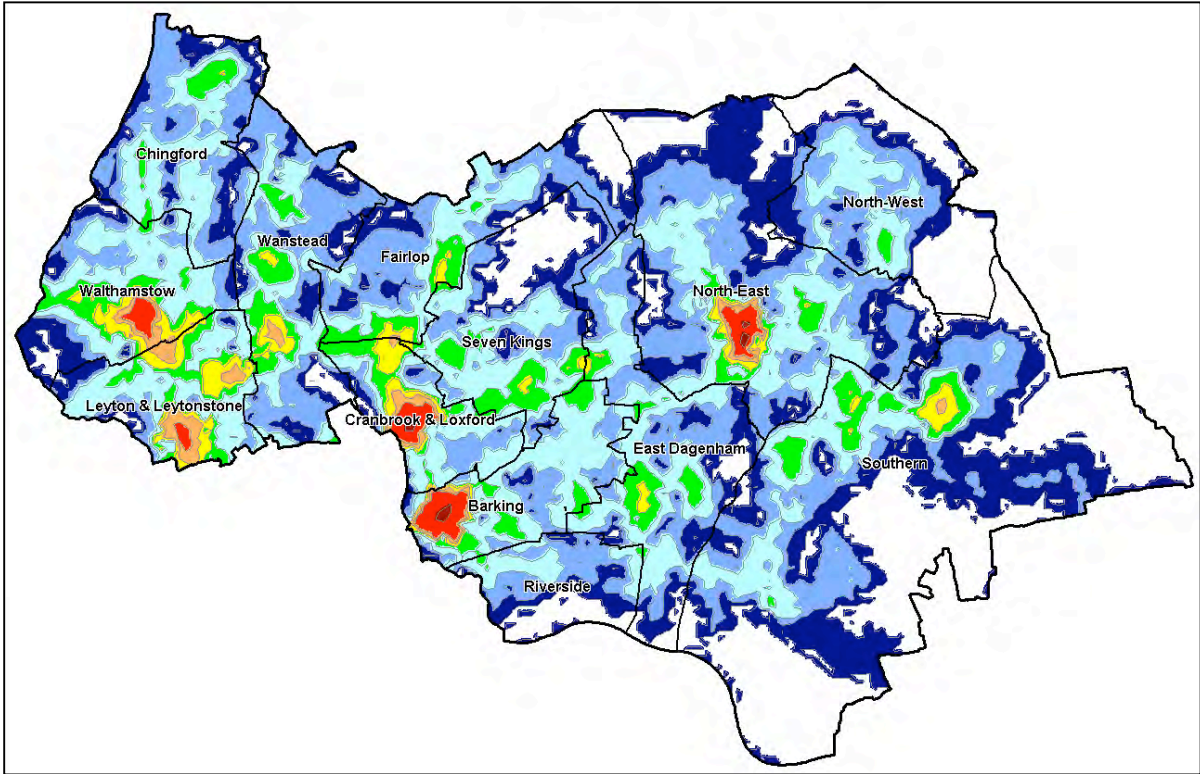 Chingford
North-West
Wanstead
Fairlop
Walthamstow
North-East
Seven Kings
Leyton & Leytonstone
Cranbrook & Loxford
East Dagenham
Southern
Barking
Riverside